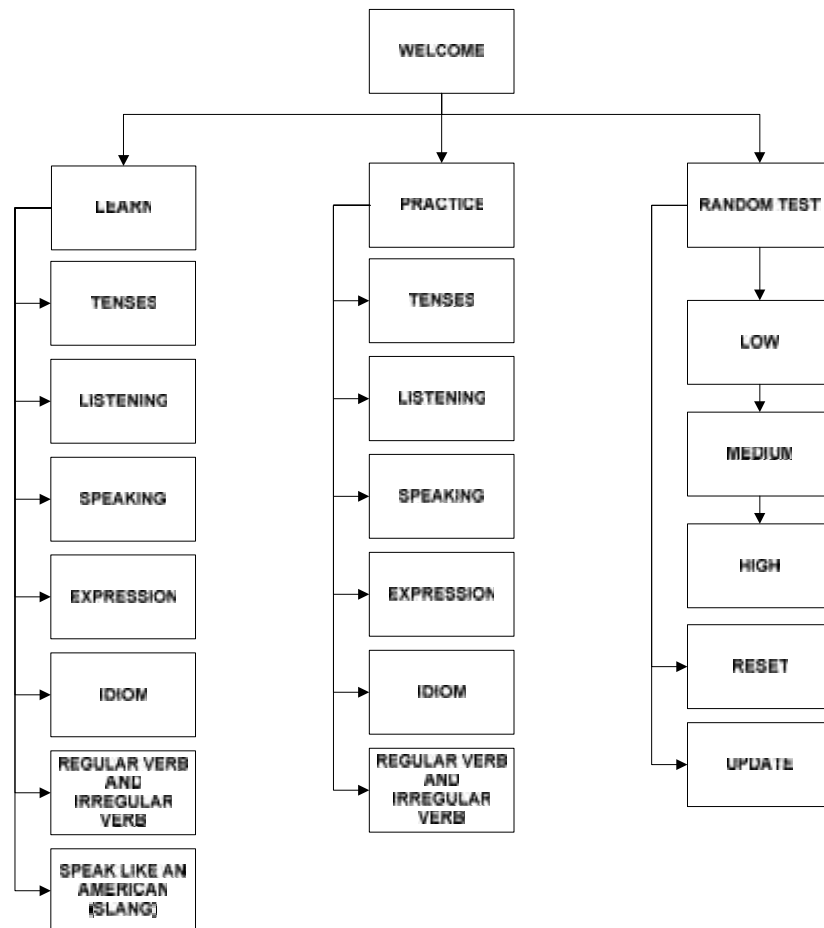 WELCOME
LEARN
TENSES
LISTENING
SPEAKING
EXPRESSION
IDIOM
REGULAR VERB
AND
IRREGULAR
VERB
SPEAK LIKE AN
AMERICAN
(SLANG)
PRACTICE
TENSES
LISTENING
SPEAKING
EXPRESSION
IDIOM
REGULAR VERB
AND
IRREGULAR
VERB
RANDOM TEST
LOW
MEDIUM
HIGH
RESET
UPDATE